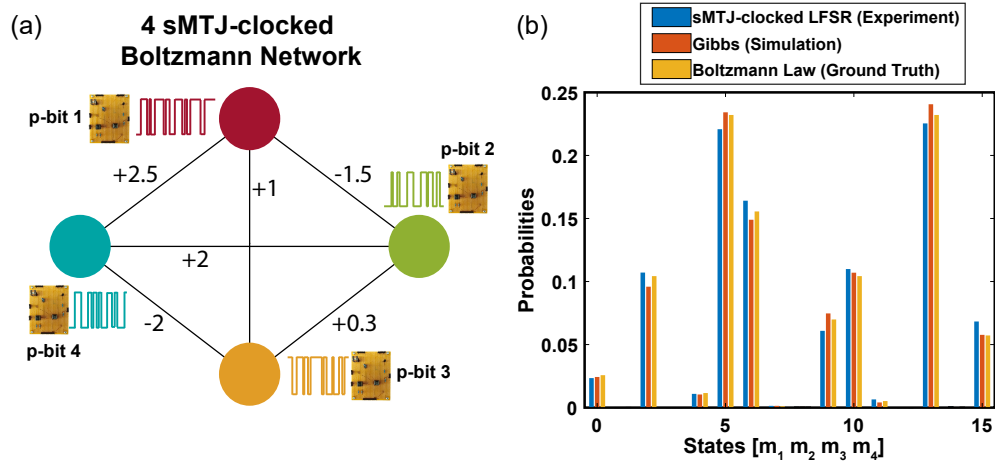 (a)
4 sMTJ-clocked
Boltzmann Network
p-bit 1
p-bit 2
+2.5
+1
-1.5
+2
-2
+0.3
p-bit 4
p-bit 3
(b)
sMTJ-clocked LFSR (Experiment)
Gibbs (Simulation)
Boltzmann Law (Ground Truth)
0.25
0.2
0.15
0.1
0.05
0
Probabilities
0 5 10 15
States [m₁ m₂ m₃ m₄]